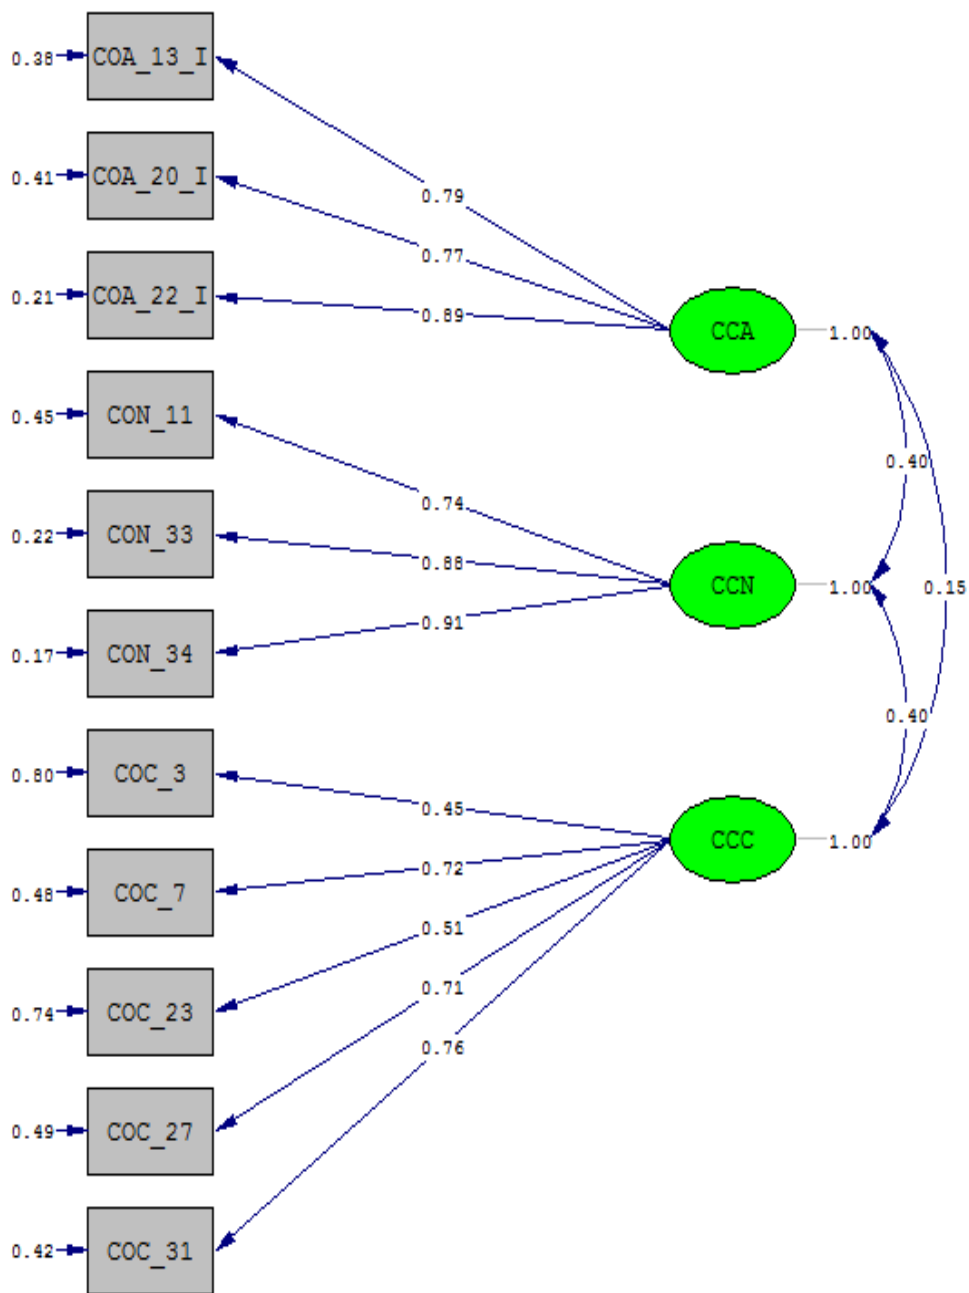 0.38 COA_13_I
0.79
0.41 COA_20_I
0.77
0.21 COA_22_I
0.89
CCA 1.00
0.45 CON_11
0.40
0.74
0.22 CON_33
0.88
CCN 1.00 0.15
0.91
0.17 CON_34
0.40
0.80 COC_3
0.45
CCC 1.00
0.72
0.48 COC_7
0.51
0.74 COC_23
0.71
0.76
0.49 COC_27
0.42 COC_31